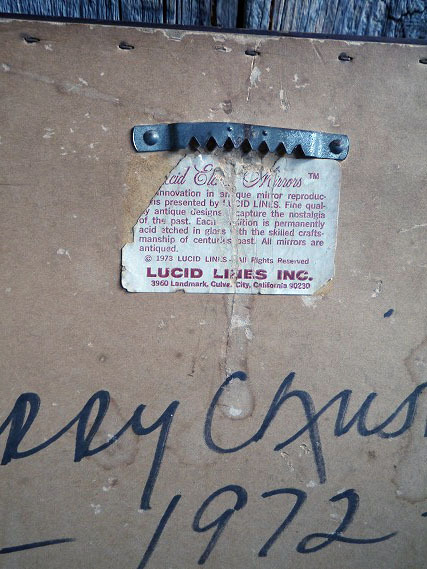 Mirrors ™
innovation in antique mirror reproduc-
is presented by LUCID LINES. Fine qual-
antique designs capture the nostalgia
of the past. Each is permanently
acid etched in glass with the skilled crafts-
manship of centuries past. All mirrors are
antiqued.
© 1973 LUCID LINES - All Rights Reserved
LUCID LINES INC.
3960 Landmark, Culver City, California 90230
1972